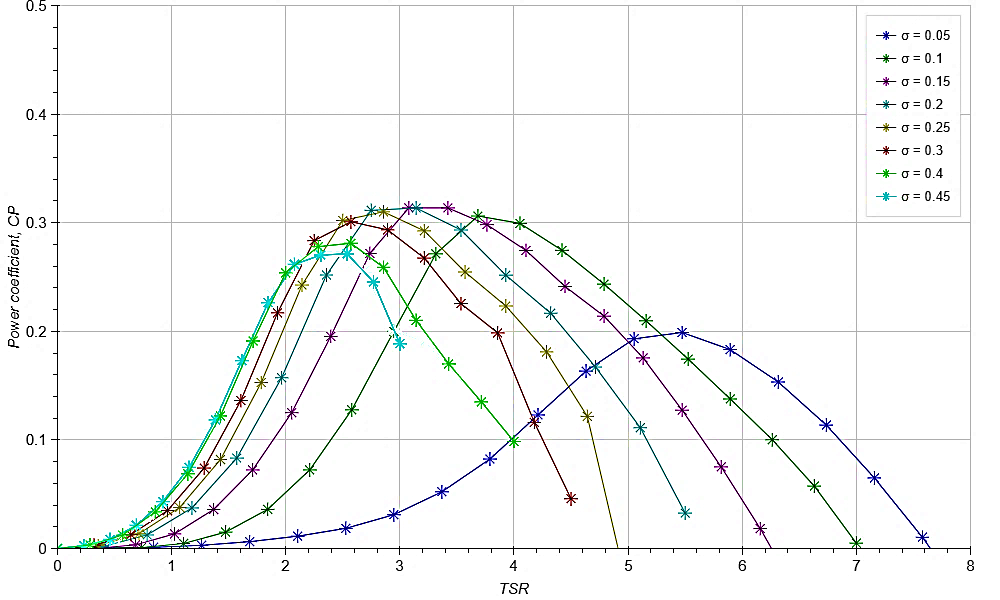 0.5
0.4
0.3
0.2
0.1
0
Power coefficient, CP
0 1 2 3 4 5 6 7 8
TSR
σ = 0.05
σ = 0.1
σ = 0.15
σ = 0.2
σ = 0.25
σ = 0.3
σ = 0.4
σ = 0.45